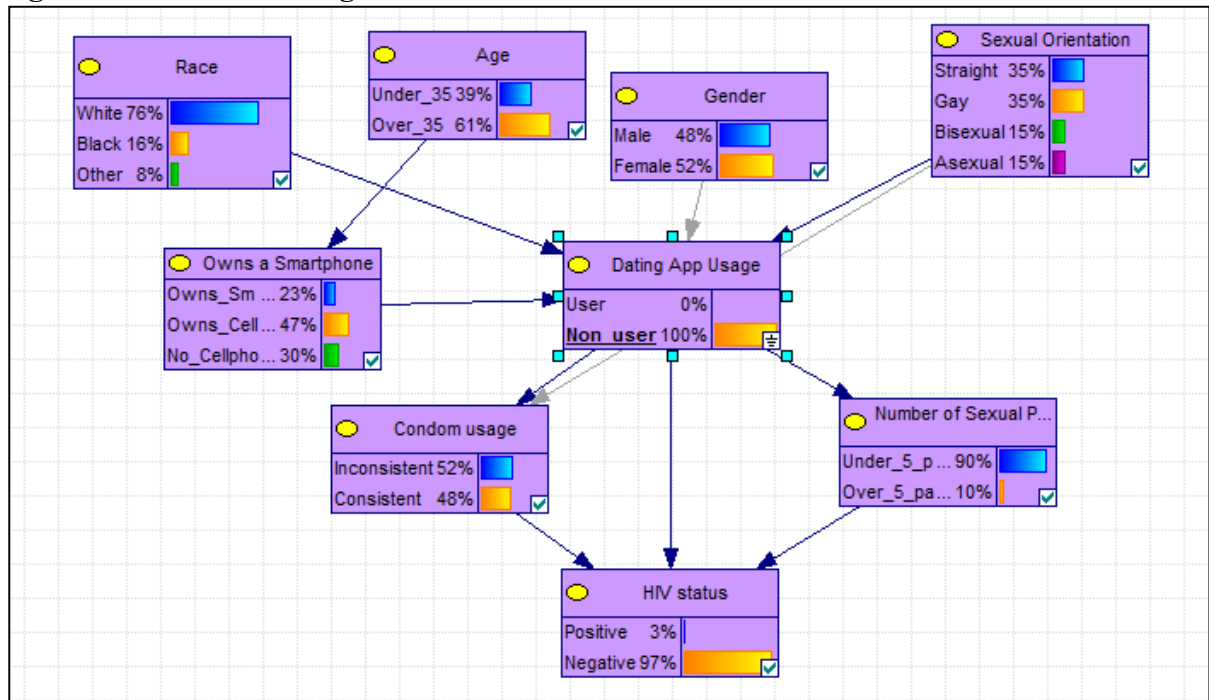 Race
White 76%
Black 16%
Other 8%
Age
Under_35 39%
Over_35 61%
Gender
Male 48%
Female 52%
Sexual Orientation
Straight 35%
Gay 35%
Bisexual 15%
Asexual 15%
Owns a Smartphone
Owns_Sm ... 23%
Owns_Cell ... 47%
No_Cellpho ... 30%
Dating App Usage
User 0%
Non_user 100%
Condom usage
Inconsistent 52%
Consistent 48%
Number of Sexual P...
Under_5_p ... 90%
Over_5_pa... 10%
HIV status
Positive 3%
Negative 97%